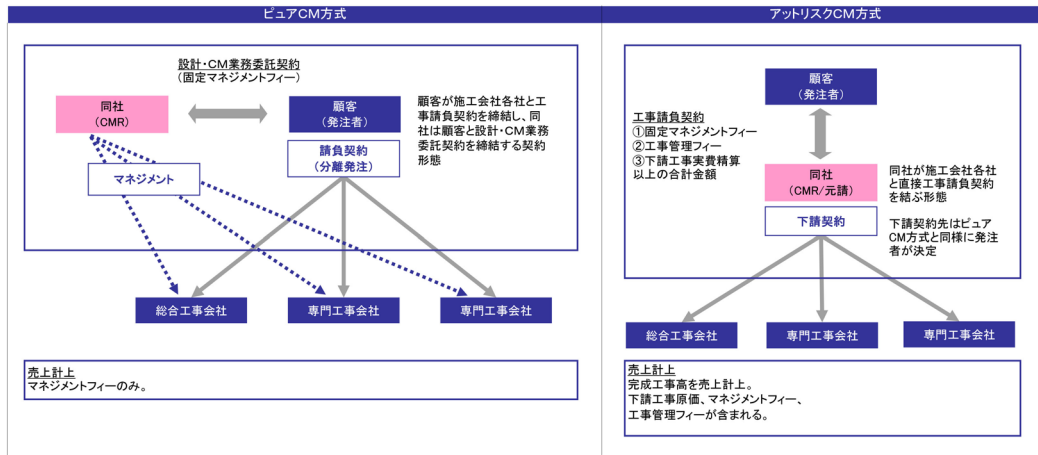 ピュアCM方式
設計・CM業務委託契約
（固定マネジメントフィー）
同社
（CMR）
顧客
（発注者）
顧客が施工会社各社と工
事請負契約を締結し、同
社は顧客と設計・CM業務
委託契約を締結する契約
形態
請負契約
（分離発注）
マネジメント
総合工事会社
専門工事会社
専門工事会社
売上計上
マネジメントフィーのみ。
アットリスクCM方式
顧客
（発注者）
工事請負契約
①固定マネジメントフィー
②工事管理フィー
③下請工事実費精算
以上の合計金額
同社
（CMR/元請）
同社が施工会社各社
と直接工事請負契約
を結ぶ形態
下請契約
下請契約先はピュア
CM方式と同様に発注
者が決定
総合工事会社
専門工事会社
専門工事会社
売上計上
完成工事高を売上計上。
下請工事原価、マネジメントフィー、
工事管理フィーが含まれる。